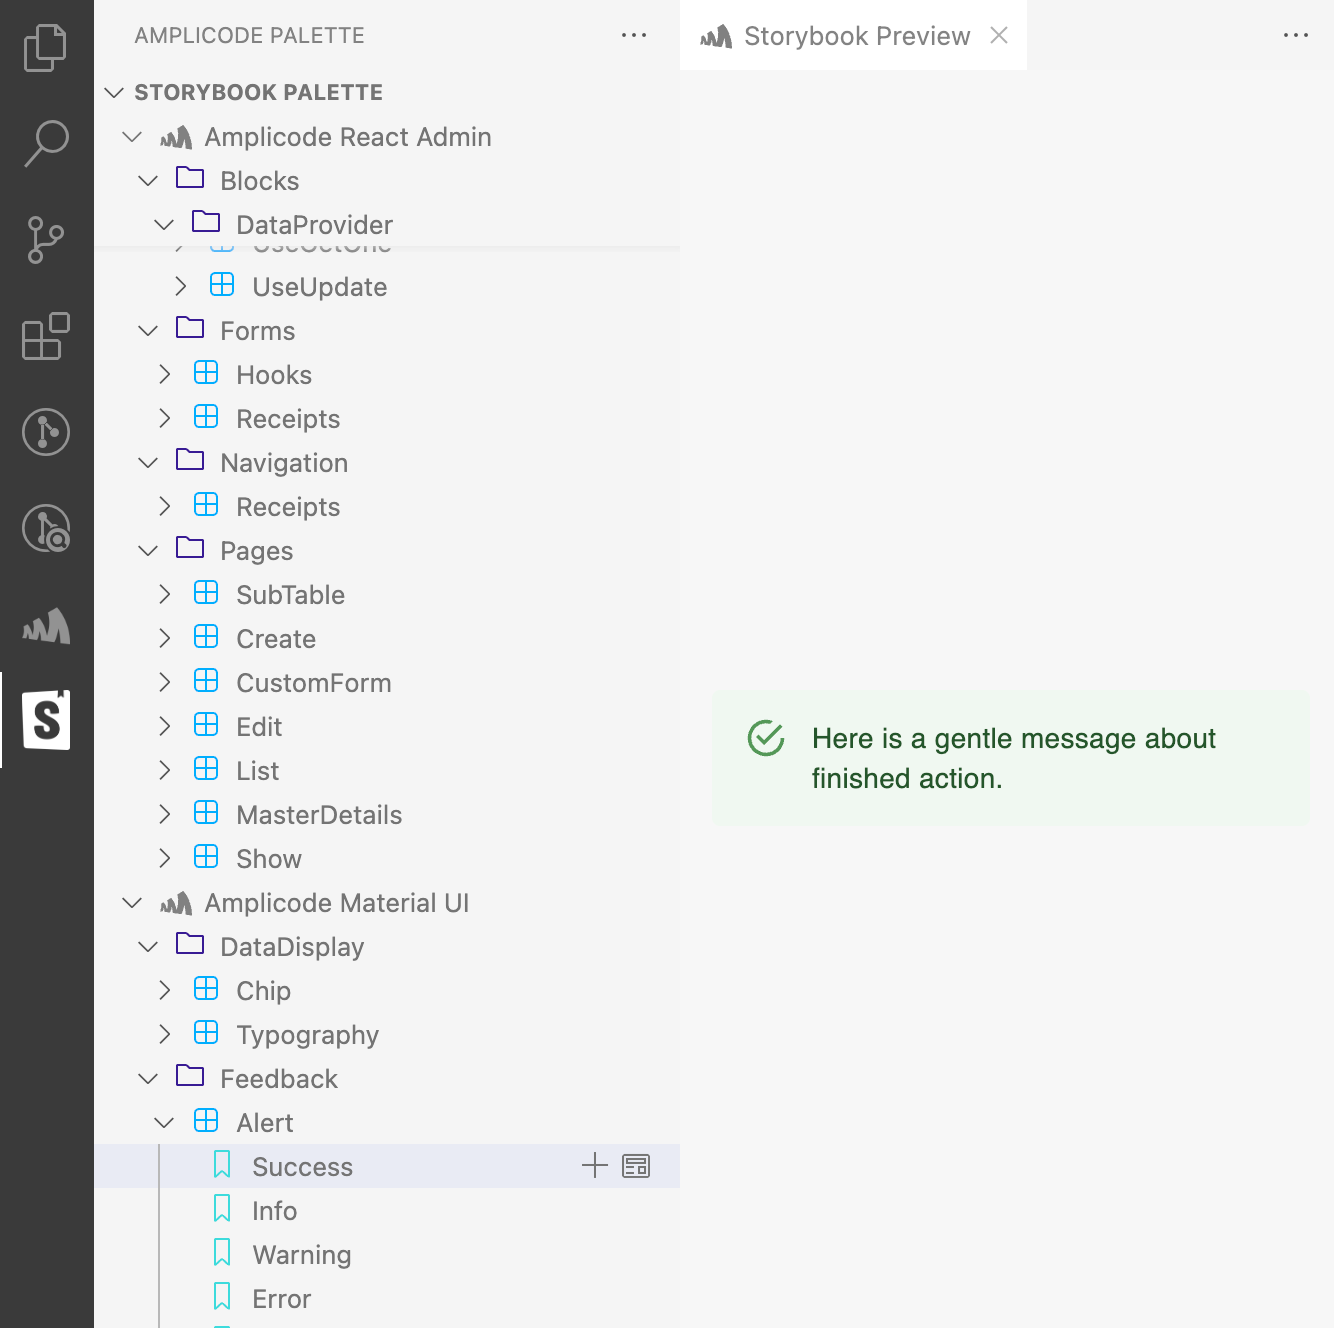 AMPLICODE PALETTE
Storybook Preview
STORYBOOK PALETTE
Amplicode React Admin
Blocks
DataProvider
UseGetOne
UseUpdate
Forms
Hooks
Receipts
Navigation
Receipts
Pages
SubTable
Create
CustomForm
Edit
List
MasterDetails
Show
Amplicode Material UI
DataDisplay
Chip
Typography
Feedback
Alert
Success
Info
Warning
Error
Here is a gentle message about
finished action.